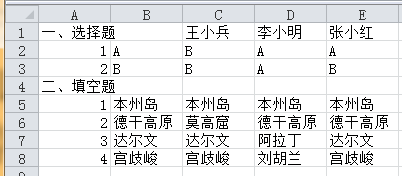 A B C D E
1 一、选择题 王小兵 李小明 张小红
2 1 A B A A
3 2 B B A B
4 二、填空题
5 1 本州岛 本州岛 本州岛 本州岛
6 2 德干高原 莫高窟 德干高原 德干高原
7 3 达尔文 达尔文 阿拉丁 达尔文
8 4 宫歧峻 宫歧峻 刘胡兰 宫歧峻